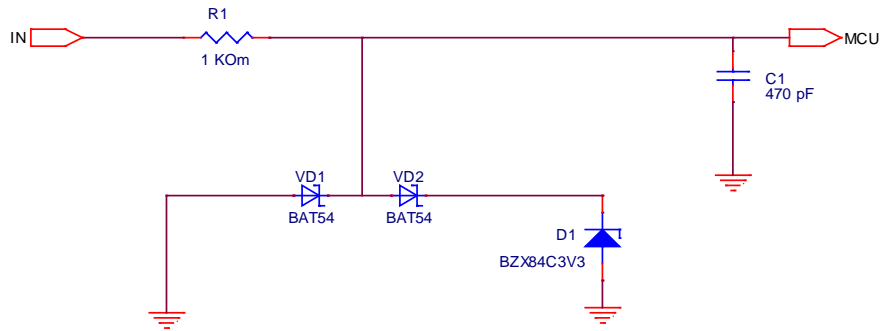 R1
IN
MCU
1 KOm
C1
470 pF
VD1
VD2
BAT54
BAT54
D1
BZX84C3V3